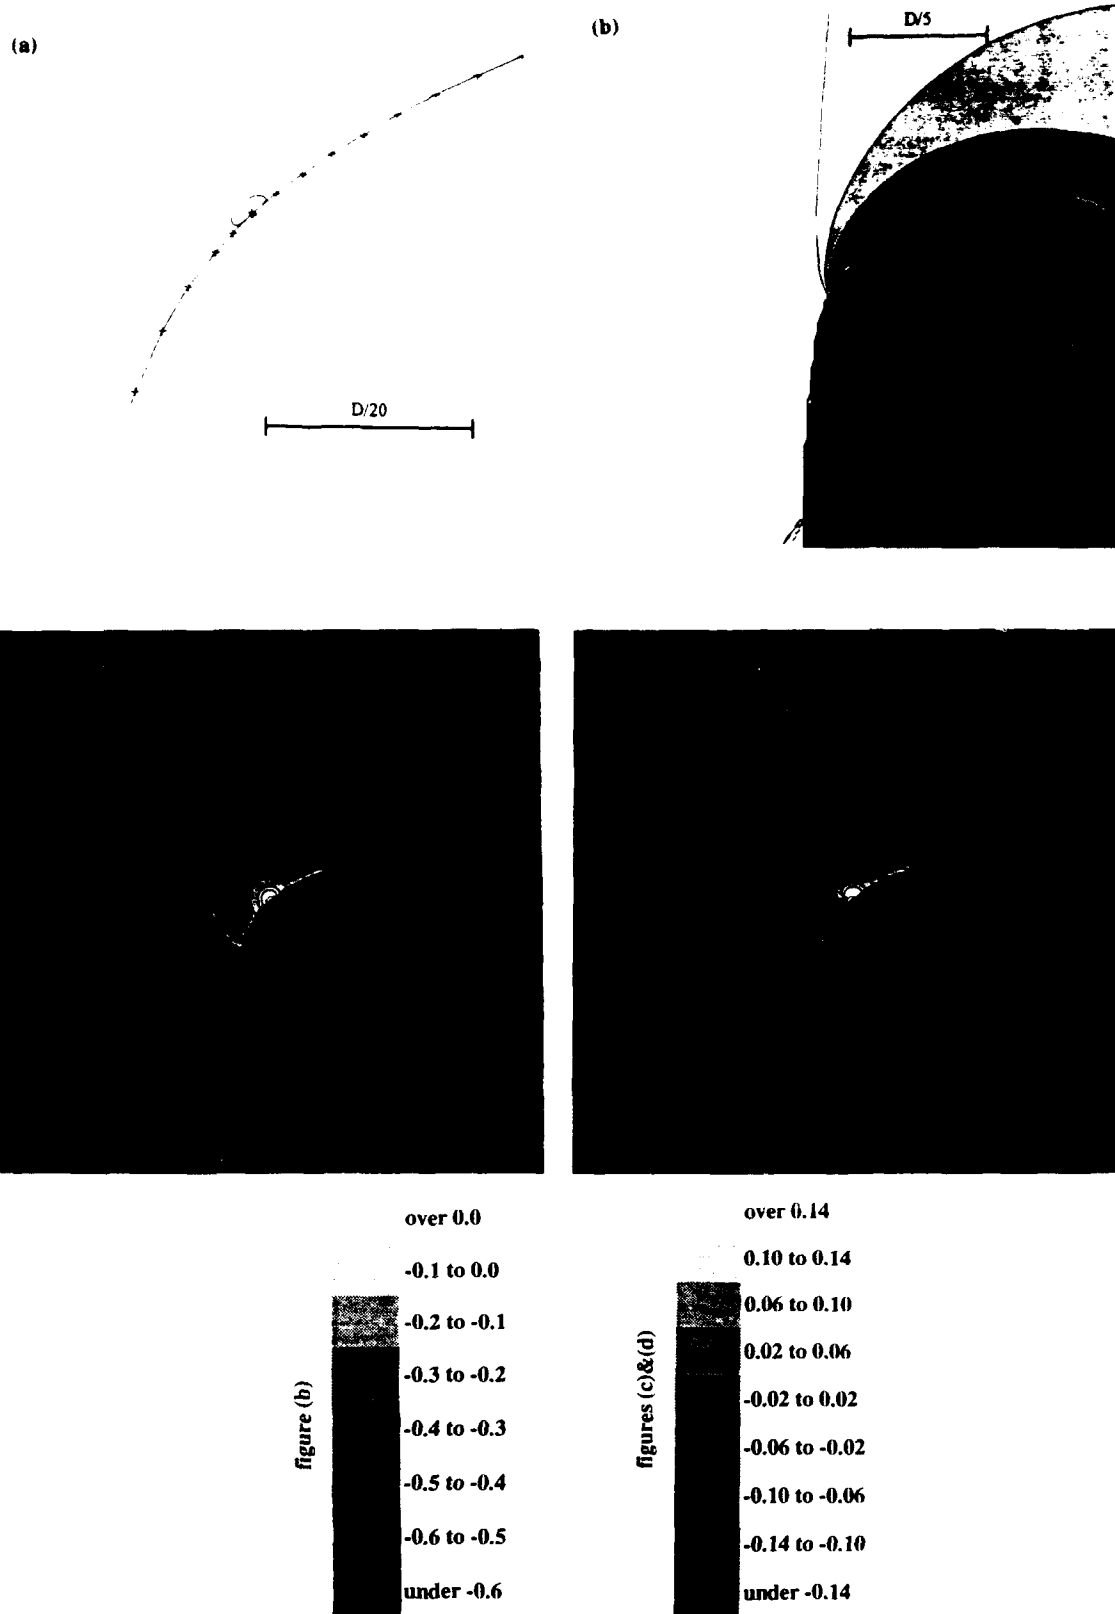 (a)
(b)
D/5
D/20
figure (b)
over 0.0
-0.1 to 0.0
-0.2 to -0.1
-0.3 to -0.2
-0.4 to -0.3
-0.5 to -0.4
-0.6 to -0.5
under -0.6
figures (c)&(d)
over 0.14
0.10 to 0.14
0.06 to 0.10
0.02 to 0.06
-0.02 to 0.02
-0.06 to -0.02
-0.10 to -0.06
-0.14 to -0.10
under -0.14